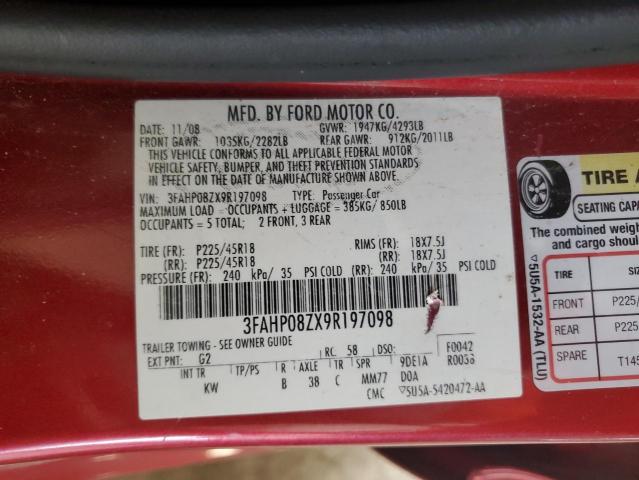 MFD. BY FORD MOTOR CO.
DATE: 11/08 GVWR: 1947KG/4293LB
FRONT GAWR: 1035KG/2282LB REAR GAWR: 912KG/2011LB
THIS VEHICLE CONFORMS TO ALL APPLICABLE FEDERAL MOTOR
VEHICLE SAFETY, BUMPER, AND THEFT PREVENTION STANDARDS
IN EFFECT ON THE DATE OF MANUFACTURE SHOWN ABOVE.
VIN: 3FAHP08ZX9R197098 TYPE: Passenger Car
MAXIMUM LOAD = OCCUPANTS + LUGGAGE = 385KG/850LB
OCCUPANTS = 5 TOTAL; 2 FRONT, 3 REAR
TIRE (FR): P225/45R18 RIMS (FR): 18X7.5J
(RR): P225/45R18 (RR): 18X7.5J
PRESSURE (FR): 240 kPa/ 35 PSI COLD (RR): 240 kPa/ 35 PSI COLD
3FAHP08ZX9R197098
TRAILER TOWING - SEE OWNER GUIDE
EXT PNT: G2 RC: 58 DSO: F0042
INT TR TP/PS R AXLE TR SPR 9DE1A R0038
KW B 38 C MM77 D0A
CMC ▽5U5A-5420472-AA
TIRE A
SEATING CAPA
The combined weigh
and cargo should
TIRE SI
FRONT P225/
REAR P225
SPARE T145
▽5U5A-1532-AA (TLU)